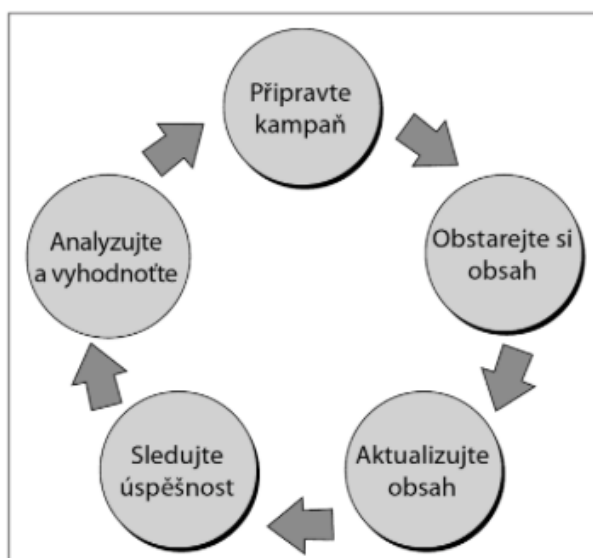 Připravte
kampaň
Obstarejte si
obsah
Aktualizujte
obsah
Sledujte
úspěšnost
Analyzujte
a vyhodnoťte